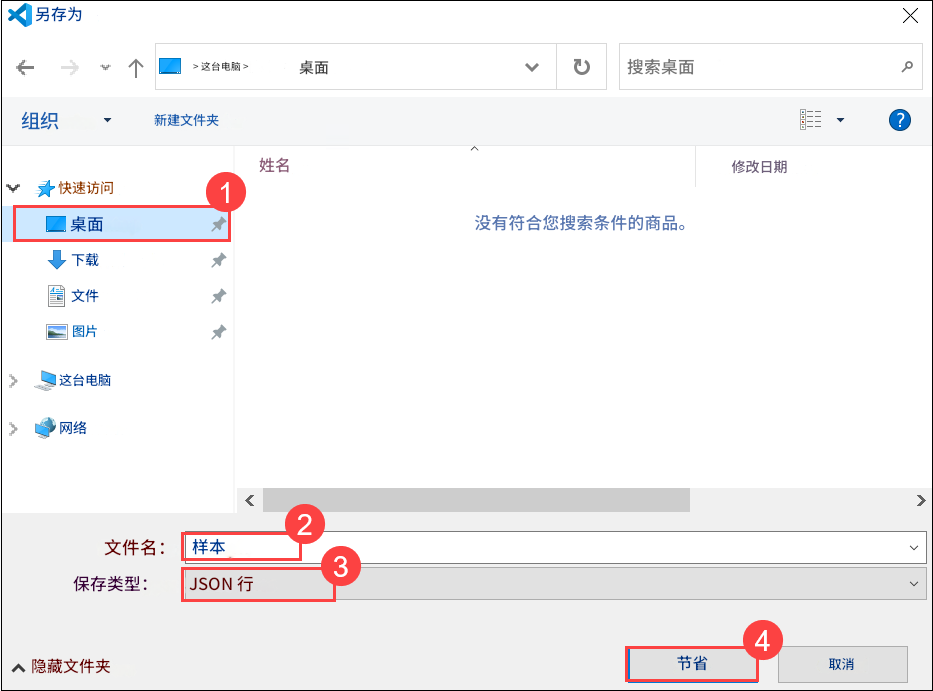 另存为
> 这台电脑 > 桌面
搜索桌面
组织
新建文件夹
?
姓名
修改日期
快速访问
1
桌面
没有符合您搜索条件的商品。
下载
文件
图片
这台电脑
网络
2
文件名： 样本
3
保存类型： JSON 行
4
隐藏文件夹
节省
取消